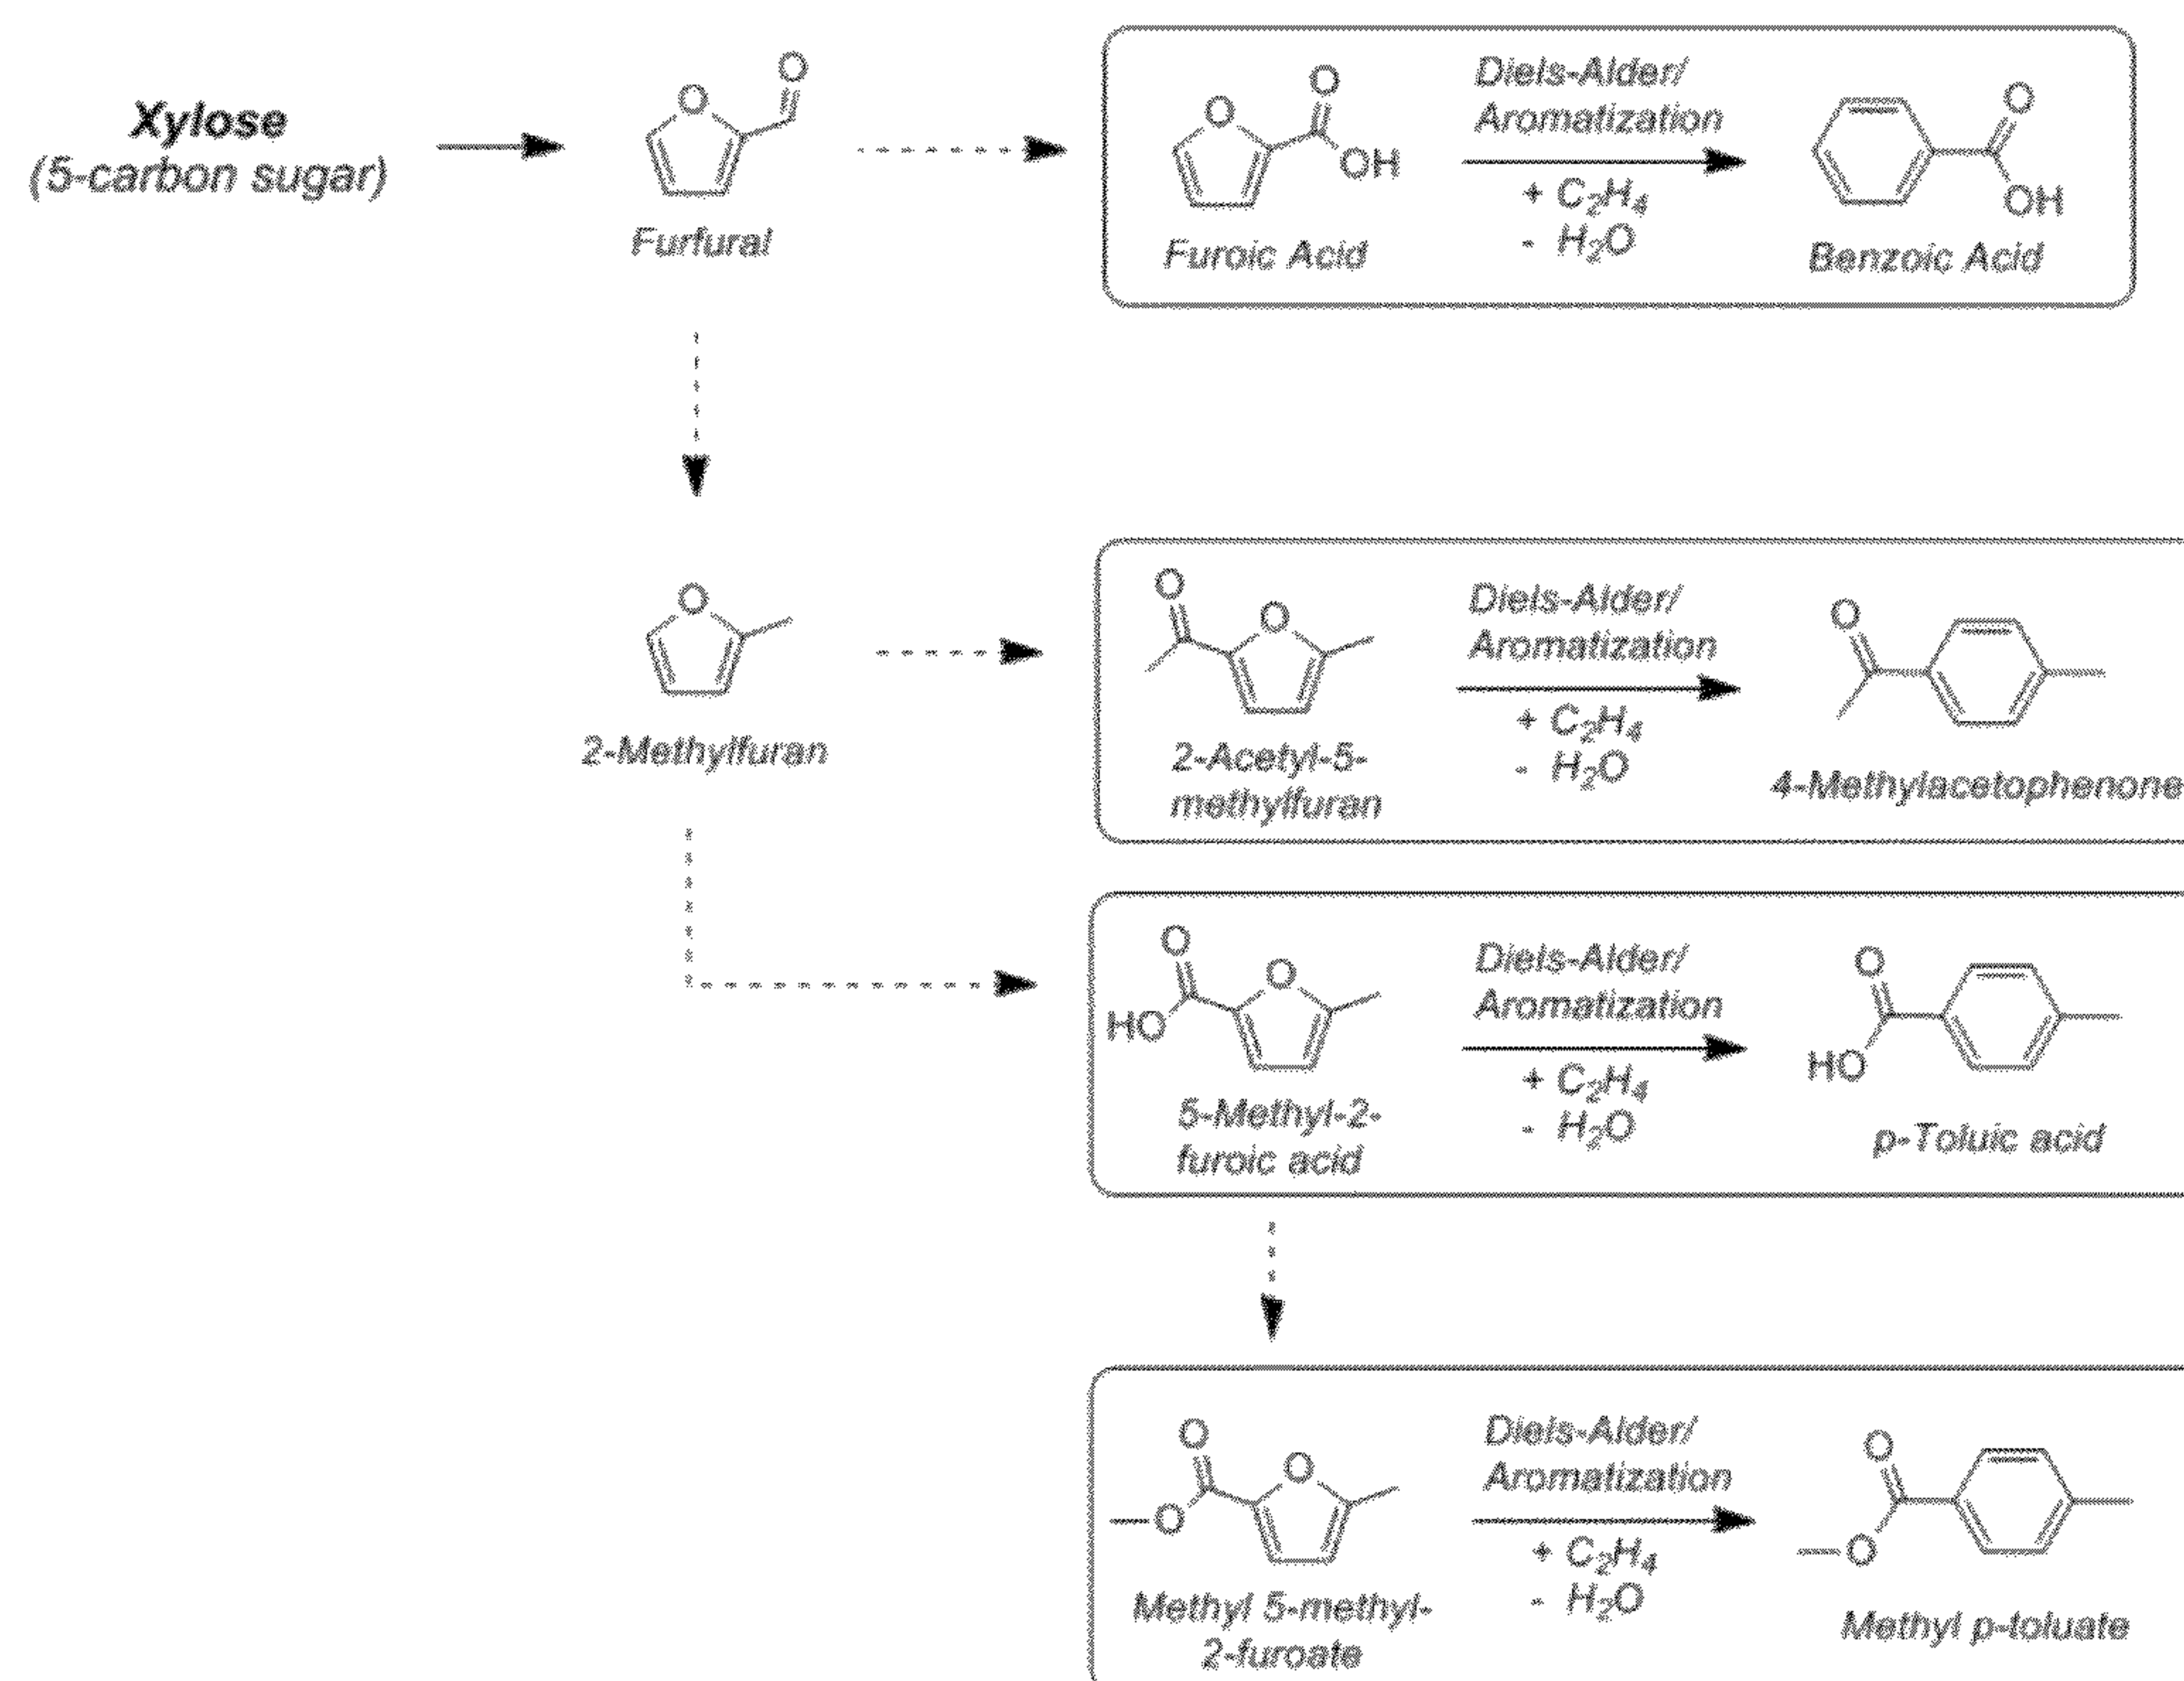 Xylose
(5-carbon sugar)
O
O
Furfural
O
O
OH
Furoic Acid
Diels-Alder/
Aromatization
+ C₂H₄
- H₂O
O
OH
Benzoic Acid
O
2-Methylfuran
O
O
2-Acetyl-5-
methylfuran
Diels-Alder/
Aromatization
+ C₂H₄
- H₂O
O
4-Methylacetophenone
O
O
HO
5-Methyl-2-
furoic acid
Diels-Alder/
Aromatization
+ C₂H₄
- H₂O
O
HO
p-Toluic acid
O
O
O
Methyl 5-methyl-
2-furoate
Diels-Alder/
Aromatization
+ C₂H₄
- H₂O
O
O
Methyl p-toluate